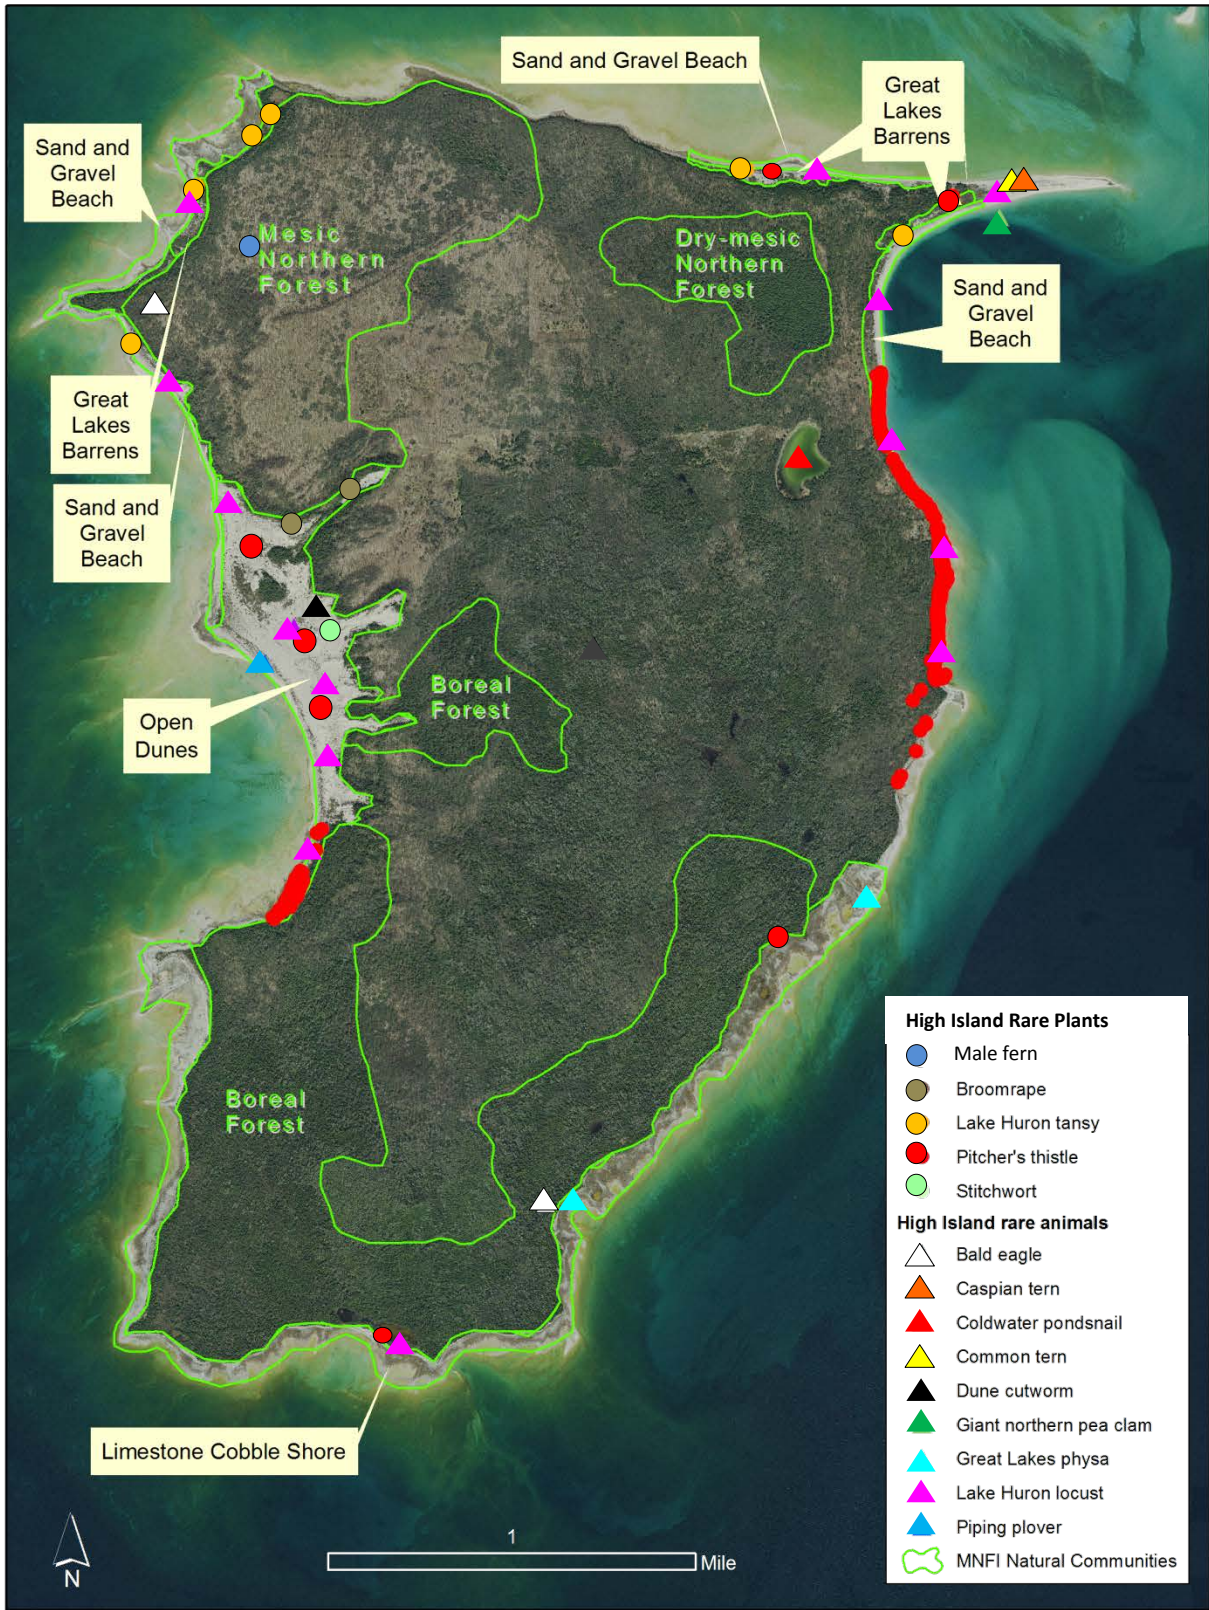 Sand and Gravel Beach
Great
Lakes
Barrens
Sand and
Gravel
Beach
Mesic
Northern
Forest
Dry-mesic
Northern
Forest
Sand and
Gravel
Beach
Great
Lakes
Barrens
Sand and
Gravel
Beach
Open
Dunes
Boreal
Forest
Boreal
Forest
Limestone Cobble Shore
N
1
Mile
High Island Rare Plants
Male fern
Broomrape
Lake Huron tansy
Pitcher's thistle
Stitchwort
High Island rare animals
Bald eagle
Caspian tern
Coldwater pondsnail
Common tern
Dune cutworm
Giant northern pea clam
Great Lakes physa
Lake Huron locust
Piping plover
MNFI Natural Communities